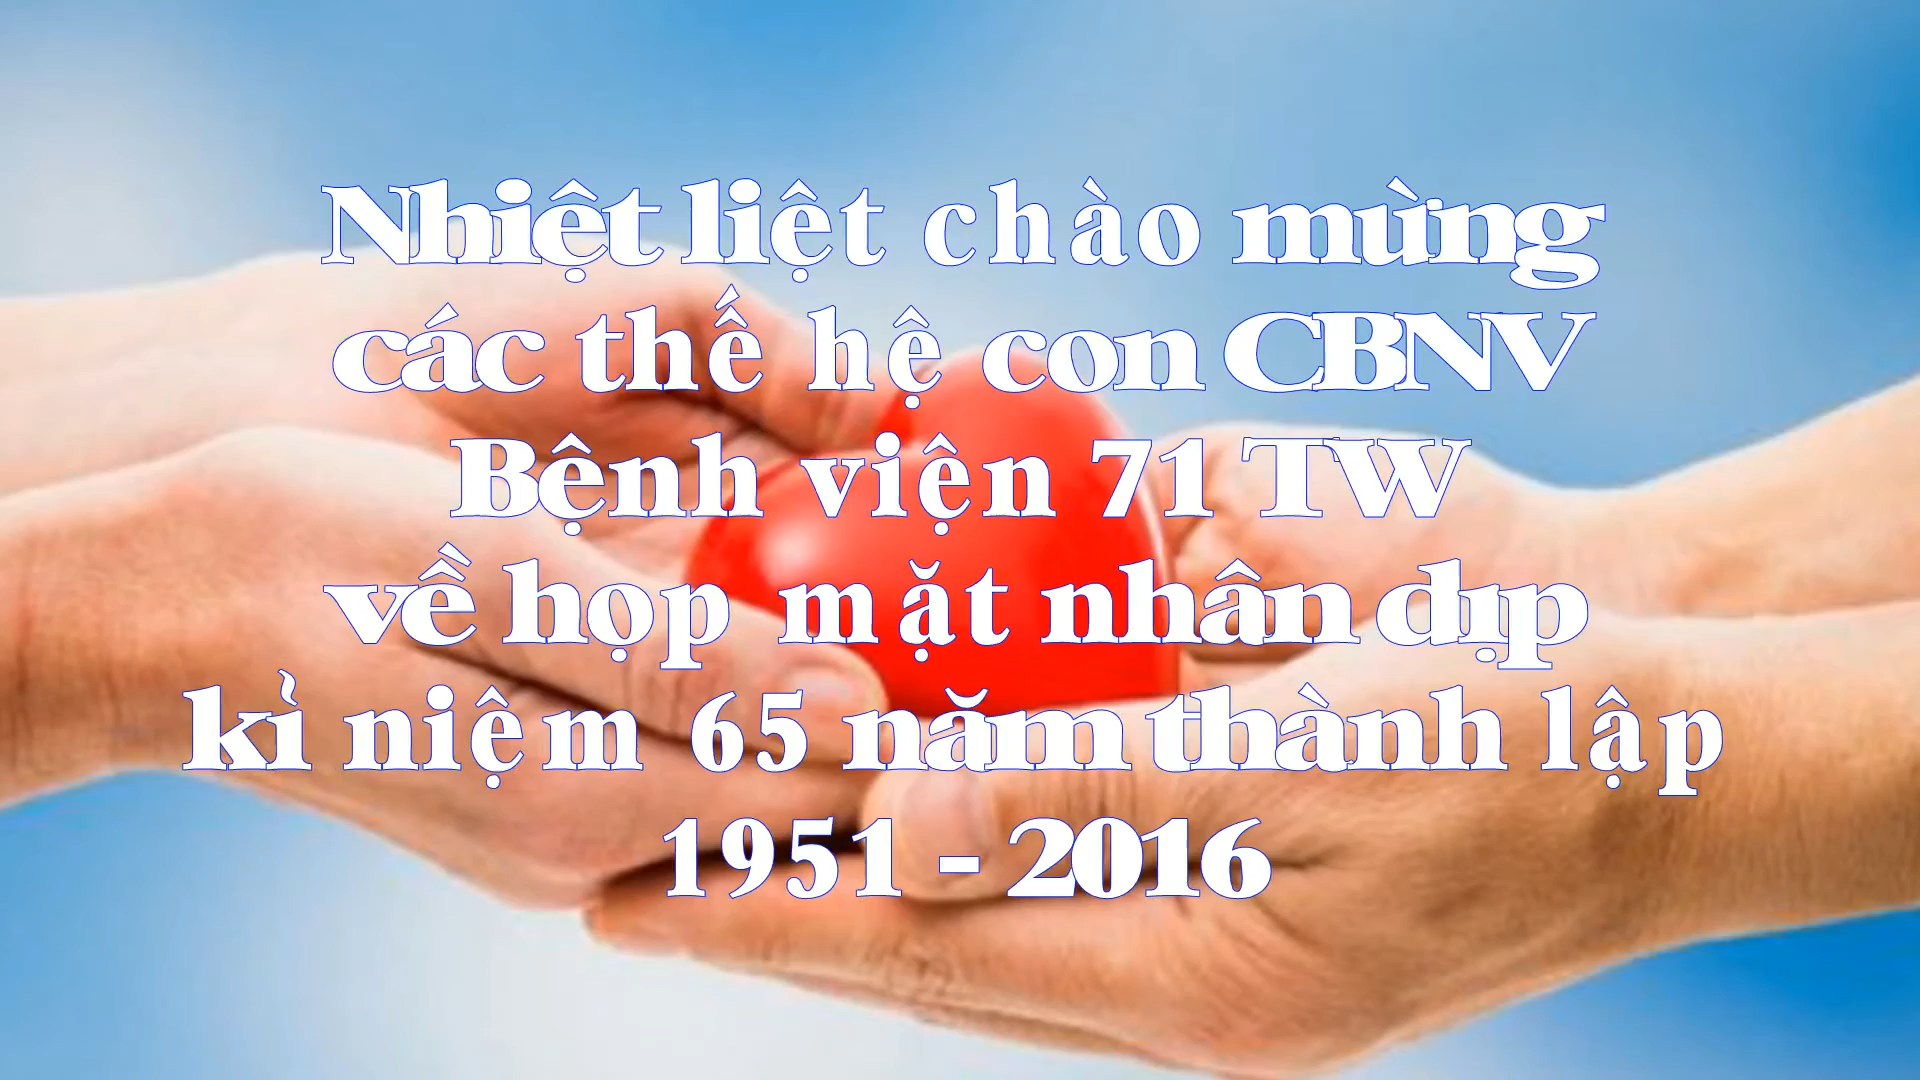 Nhiệt liệt chào mừng
các thế hệ con CBNV
Bệnh viện 71 TW
về họp mặt nhân dịp
kỉ niệm 65 năm thành lập
1951 - 2016